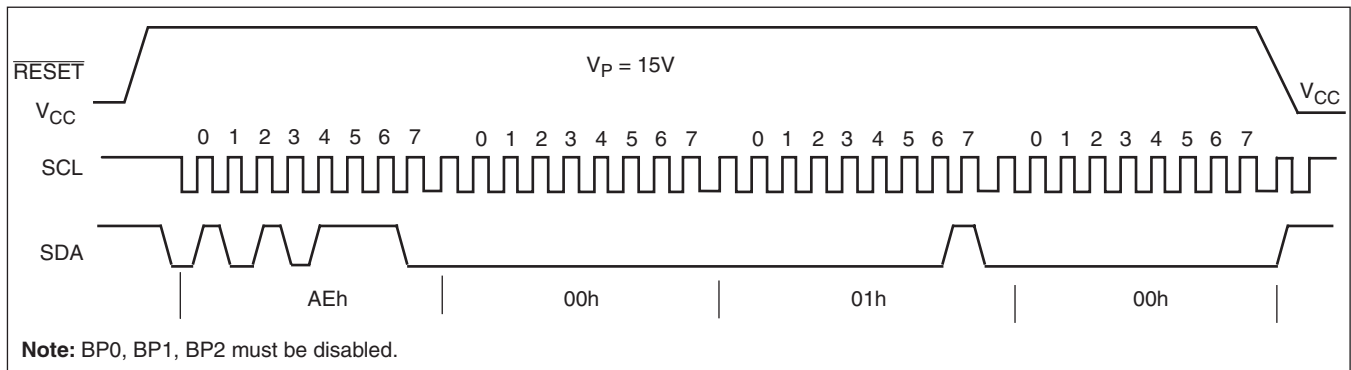 RESET
V_P = 15V
V_CC
V_CC
0 1 2 3 4 5 6 7 0 1 2 3 4 5 6 7 0 1 2 3 4 5 6 7 0 1 2 3 4 5 6 7
SCL
SDA
AEh 00h 01h 00h
Note: BP0, BP1, BP2 must be disabled.